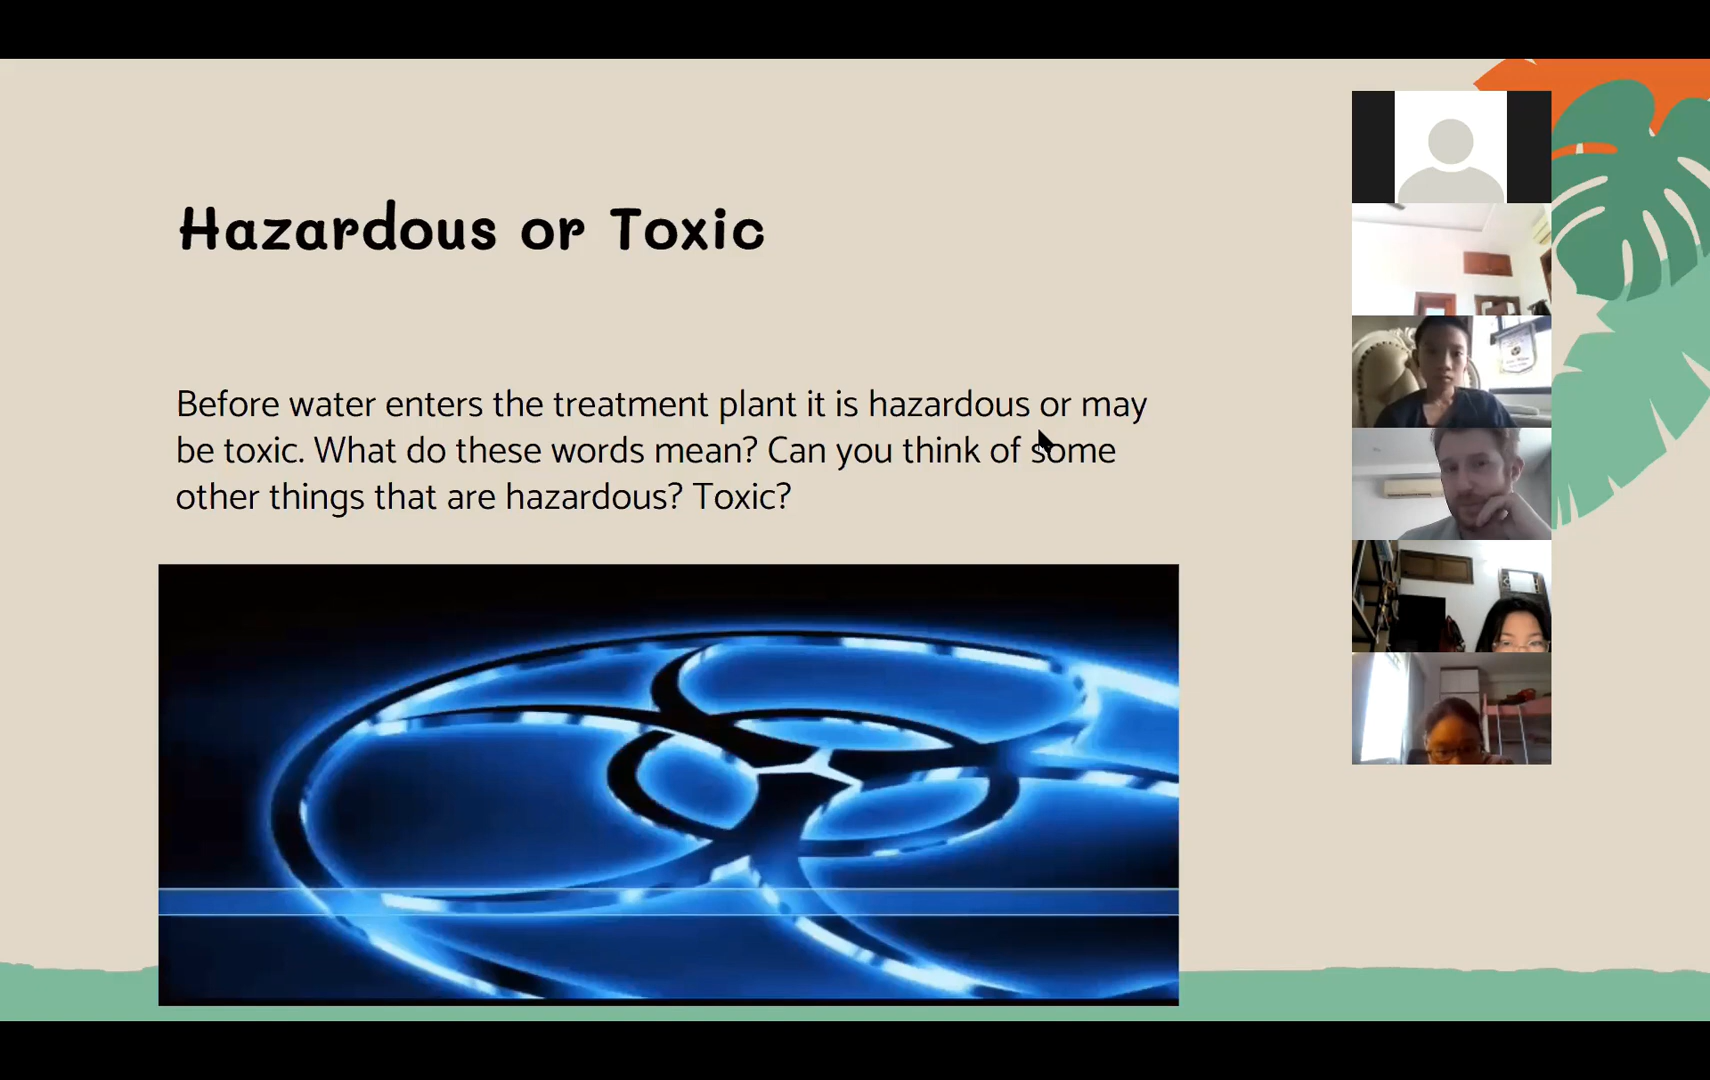 Hazardous or Toxic
Before water enters the treatment plant it is hazardous or may
be toxic. What do these words mean? Can you think of some
other things that are hazardous? Toxic?